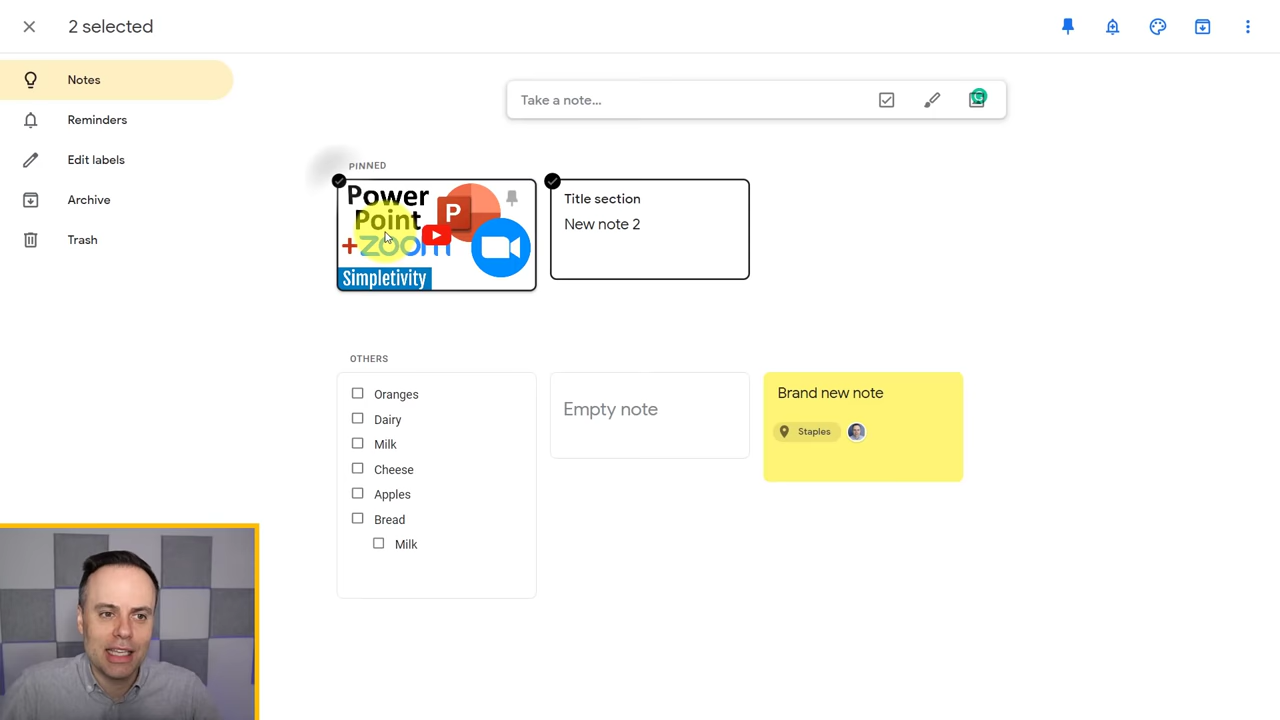 2 selected
Notes
Reminders
Edit labels
Archive
Trash
Take a note...
PINNED
Power
Point
P
+zoom
Simpletivity
Title section
New note 2
OTHERS
Oranges
Dairy
Milk
Cheese
Apples
Bread
Milk
Empty note
Brand new note
Staples